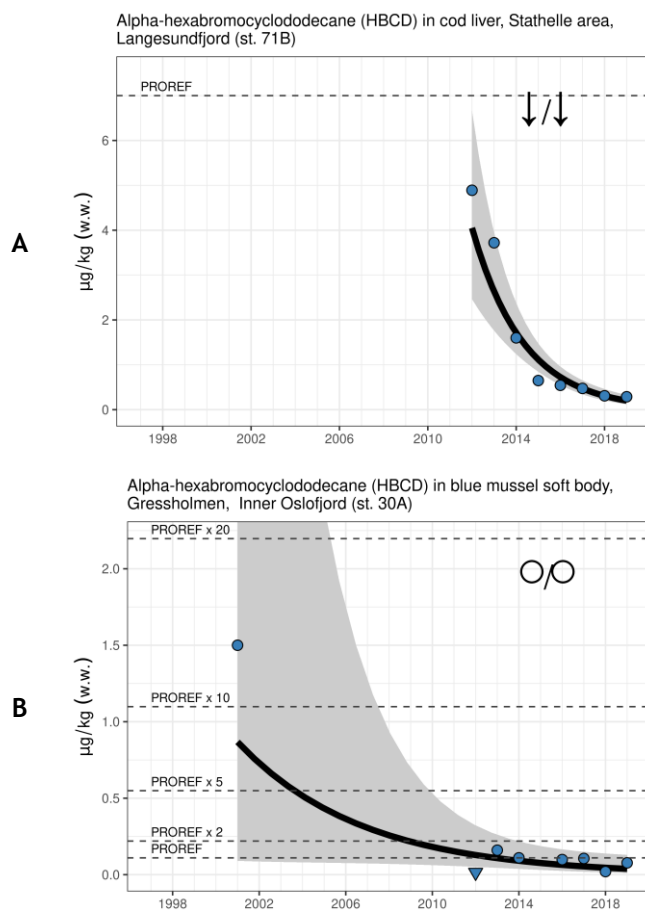 Alpha-hexabromocyclododecane (HBCD) in cod liver, Stathelle area,
Langesundfjord (st. 71B)
A
µg/kg (w.w.)
PROREF
↓/↓
6
4
2
0
1998 2002 2006 2010 2014 2018
Alpha-hexabromocyclododecane (HBCD) in blue mussel soft body,
Gressholmen, Inner Oslofjord (st. 30A)
B
µg/kg (w.w.)
PROREF x 20
○/○
2.0
1.5
PROREF x 10
1.0
PROREF x 5
0.5
PROREF x 2
PROREF
0.0
1998 2002 2006 2010 2014 2018